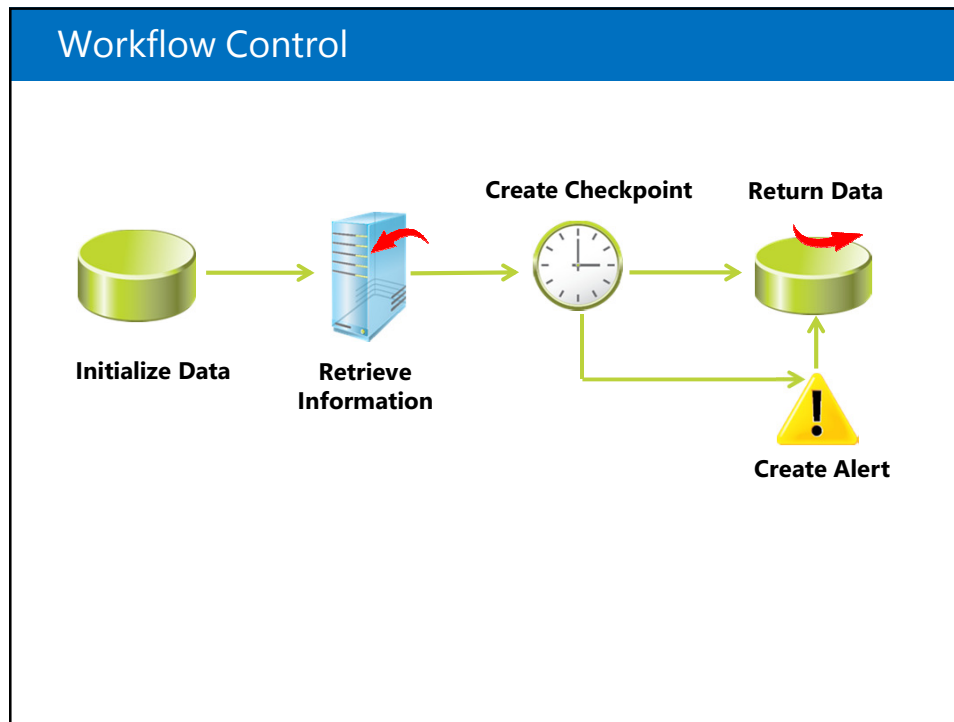 Workflow Control
Create Checkpoint
Return Data
Initialize Data
Retrieve
Information
Create Alert